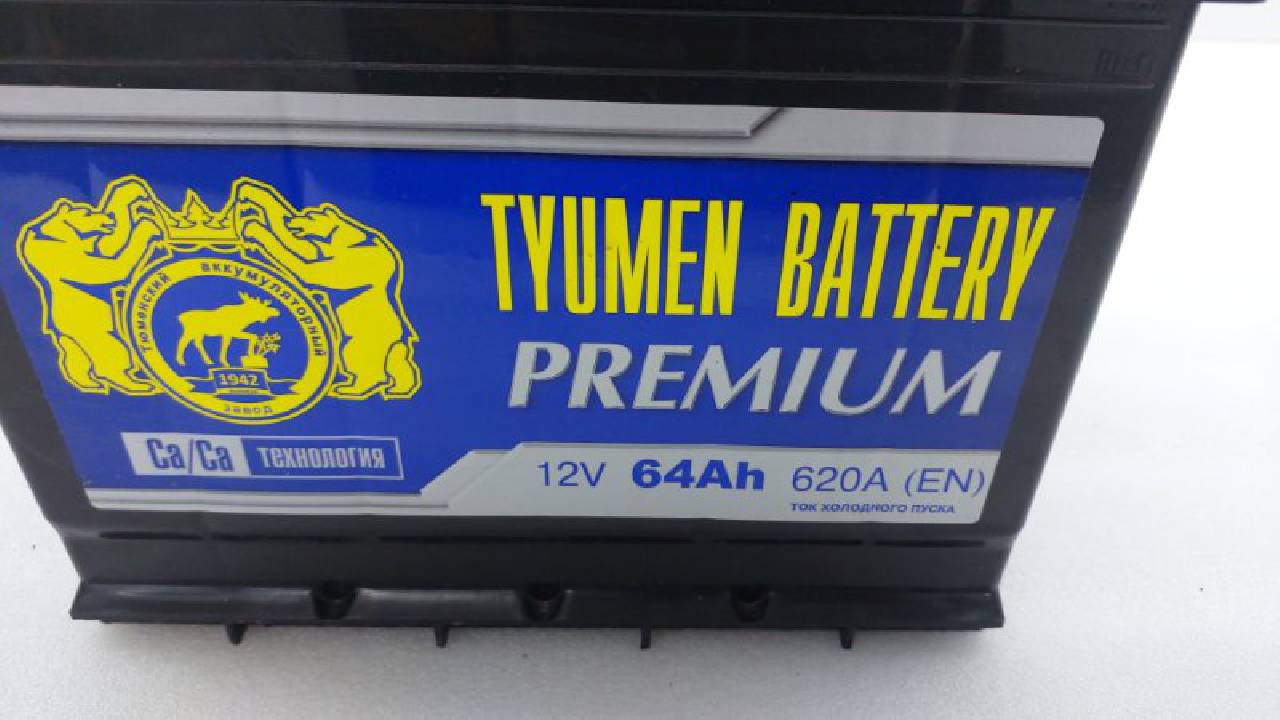 TYUMEN BATTERY
PREMIUM
Тюменский аккумуляторный
1942
завод
Ca/Ca технология
12V 64Ah 620A (EN)
ток холодного пуска